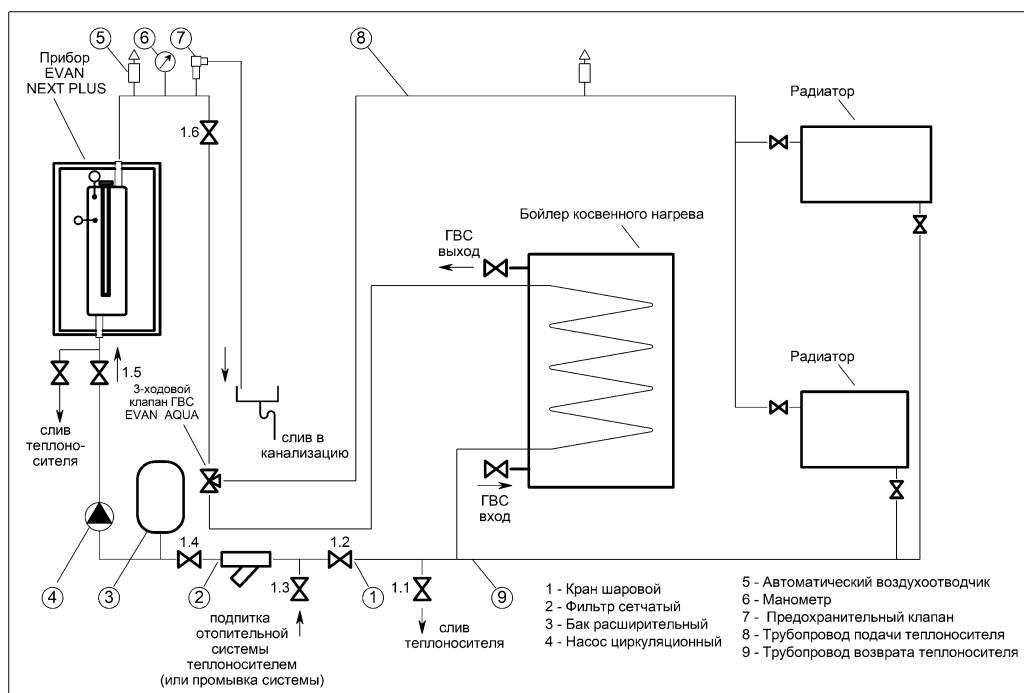 5
6
7
8
Прибор
EVAN
NEXT PLUS
1.6
Радиатор
Бойлер косвенного нагрева
ГВС
выход
1.5
3-ходовой
клапан ГВС
EVAN AQUA
Радиатор
слив
теплоно-
сителя
слив в
канализацию
ГВС
вход
1.4
1.2
4
3
2
1.3
1
1.1
9
подпитка
отопительной
системы
теплоносителем
(или промывка системы)
слив
теплоносителя
1 - Кран шаровой
2 - Фильтр сетчатый
3 - Бак расширительный
4 - Насос циркуляционный
5 - Автоматический воздухоотводчик
6 - Манометр
7 - Предохранительный клапан
8 - Трубопровод подачи теплоносителя
9 - Трубопровод возврата теплоносителя